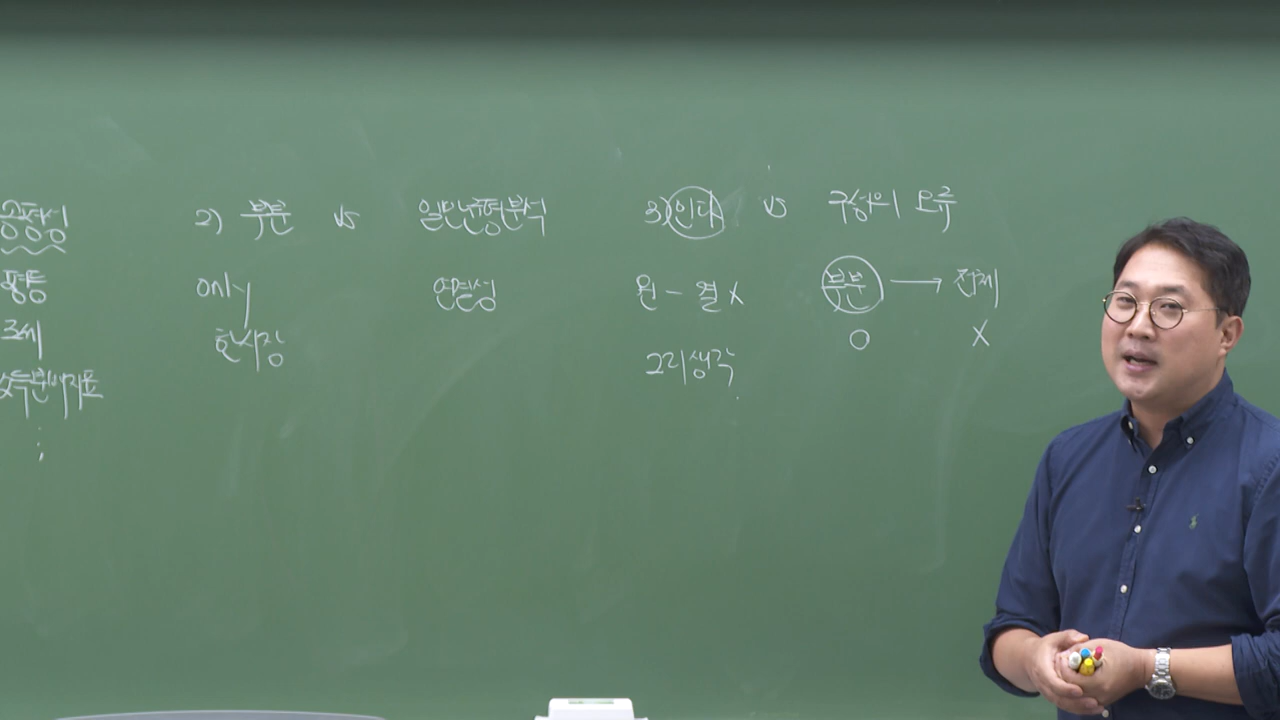 공평성
평등
조세
소득분배지표
:
2) 부분 vs 일반균형분석
only 연결성
한시장
3) 인과 vs 구성의 오류
원 - 결 X 부분 → 전체
O X
그리생각